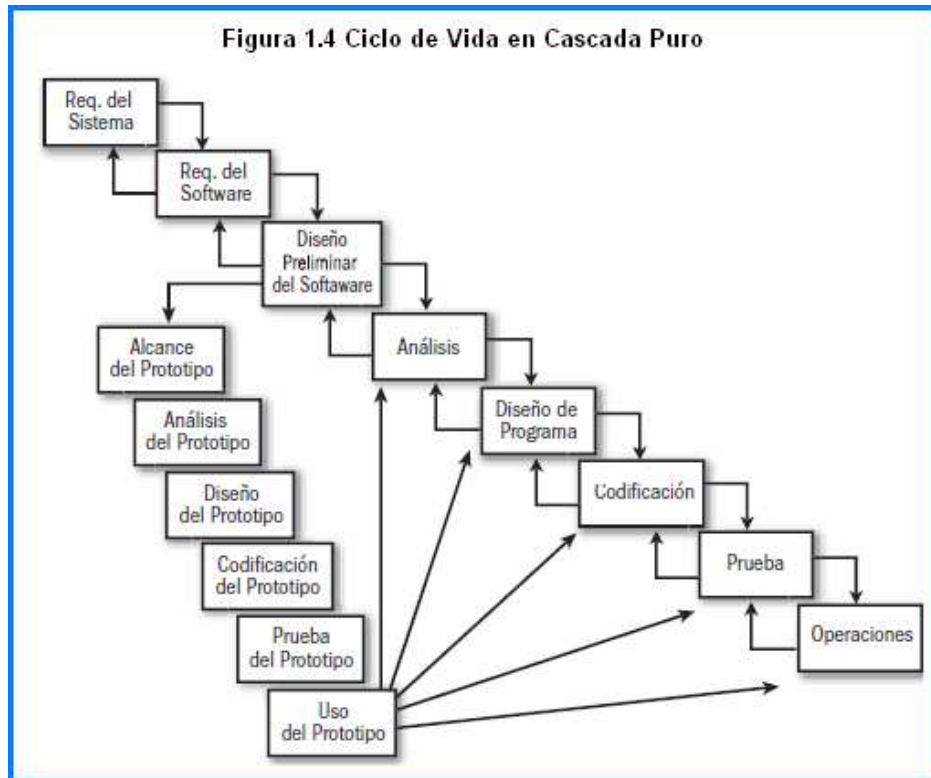 Figura 1.4 Ciclo de Vida en Cascada Puro
Req. del
Sistema
Req. del
Software
Diseño
Preliminar
del Softaware
Alcance
del Prototipo
Análisis
Análisis
del Prototipo
Diseño de
Programa
Diseño
del Prototipo
Codificación
Codificación
del Prototipo
Prueba
Prueba
del Prototipo
Operaciones
Uso
del Prototipo